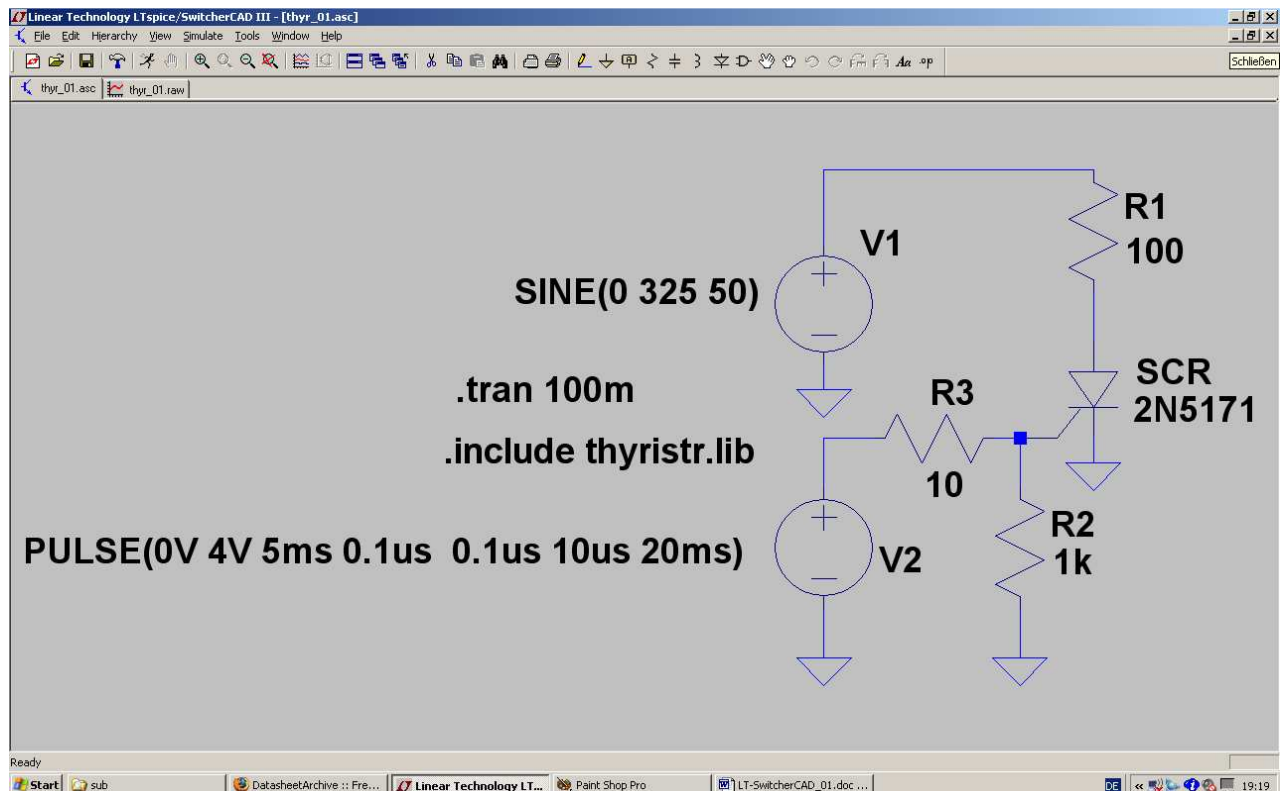 Linear Technology LTspice/SwitcherCAD III - [thyr_01.asc]
File Edit Hierarchy View Simulate Tools Window Help
Aa .op
Schließen
thyr_01.asc thyr_01.raw
R1
100
V1
SINE(0 325 50)
SCR
2N5171
.tran 100m
R3
10
.include thyristr.lib
R2
1k
PULSE(0V 4V 5ms 0.1us 0.1us 10us 20ms)
V2
Ready
Start sub DatasheetArchive :: Fre... Linear Technology LT... Paint Shop Pro LT-SwitcherCAD_01.doc ... DE « 19:19